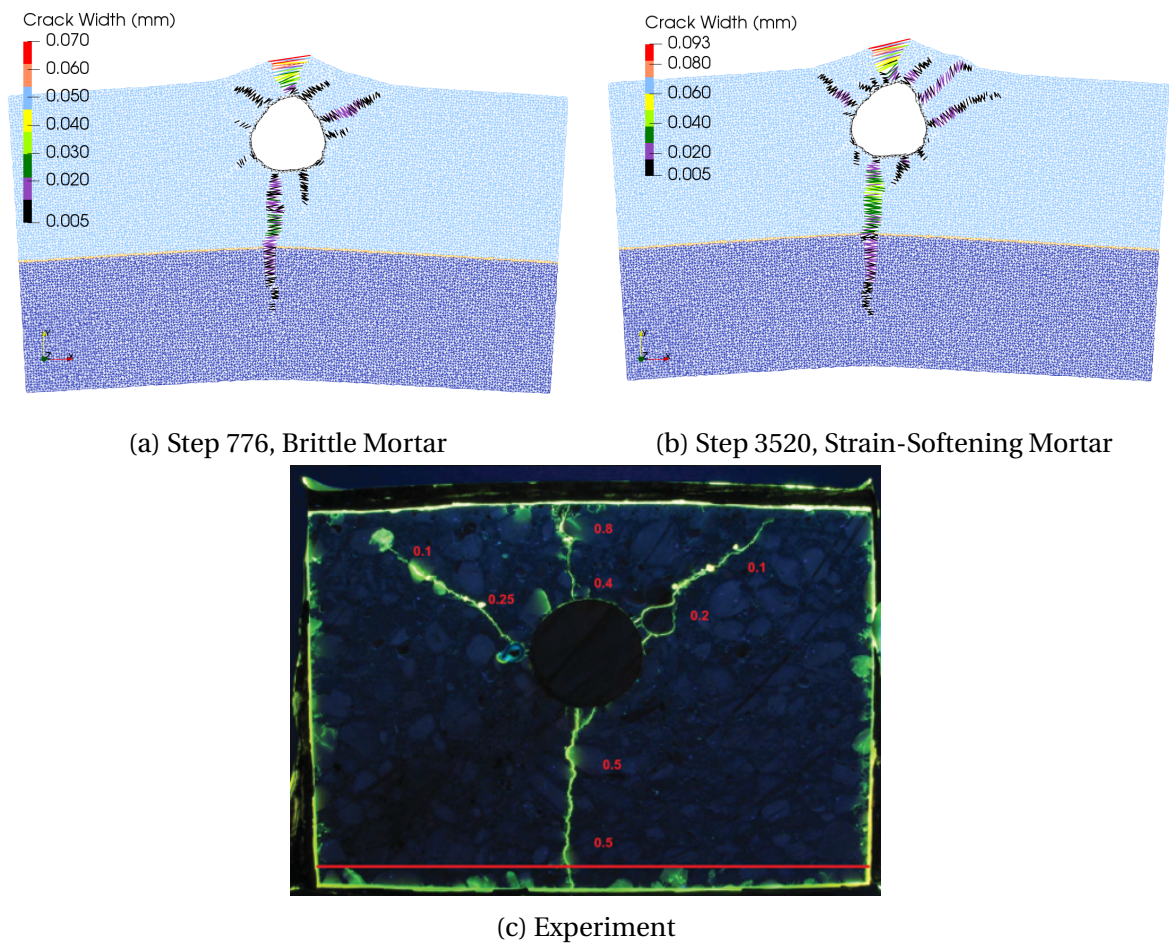 Crack Width (mm)
0.070
0.060
0.050
0.040
0.030
0.020
0.005
Y
Z
X
(a) Step 776, Brittle Mortar
Crack Width (mm)
0.093
0.080
0.060
0.040
0.020
0.005
Y
Z
X
(b) Step 3520, Strain-Softening Mortar
0.8
0.1
0.1
0.4
0.25
0.2
0.5
0.5
(c) Experiment